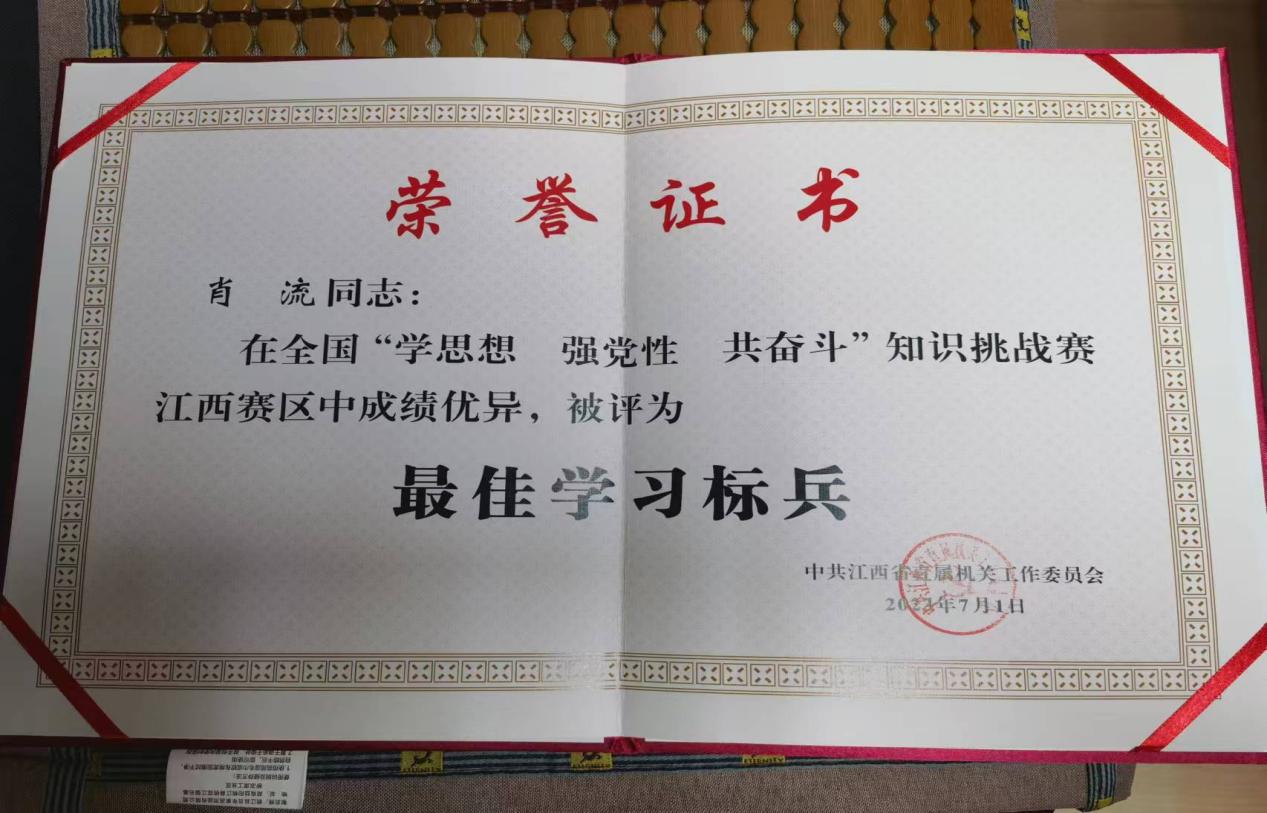 荣誉证书
肖 流同志：
在全国“学思想 强党性 共奋斗”知识挑战赛
江西赛区中成绩优异，被评为
最佳学习标兵
中共江西省直属机关工作委员会
年7月1日